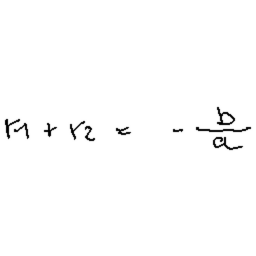 r1 + r2 = - b/a